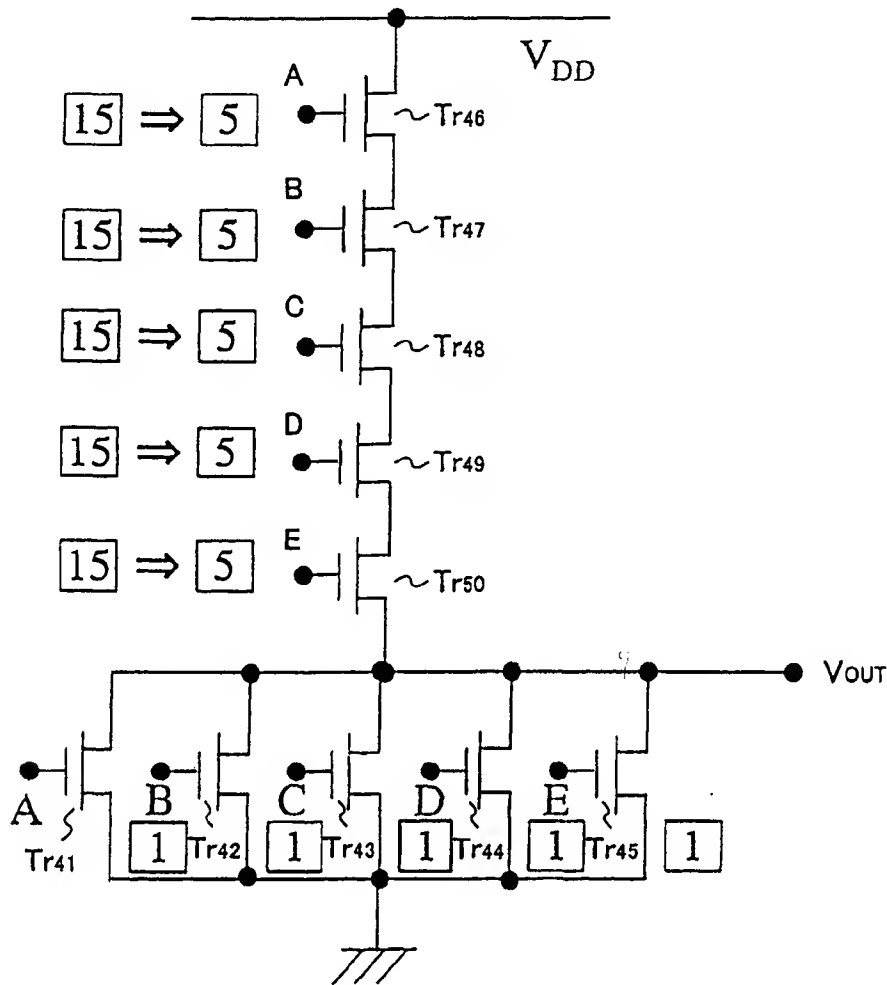 V_DD
A
15 ⇒ 5 Tr46
B
15 ⇒ 5 Tr47
C
15 ⇒ 5 Tr48
D
15 ⇒ 5 Tr49
E
15 ⇒ 5 Tr50
VOUT
A B C D E
Tr41 1 Tr42 1 Tr43 1 Tr44 1 Tr45 1